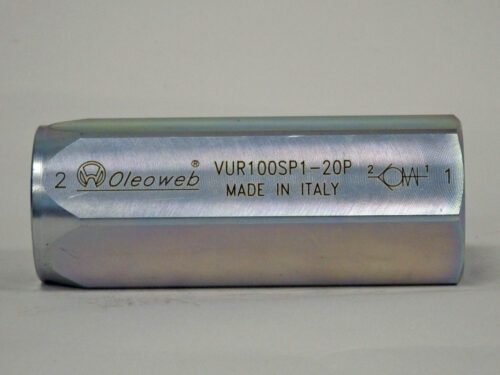 2 Oleoweb® VUR100SP1-20P 2 1 1
MADE IN ITALY